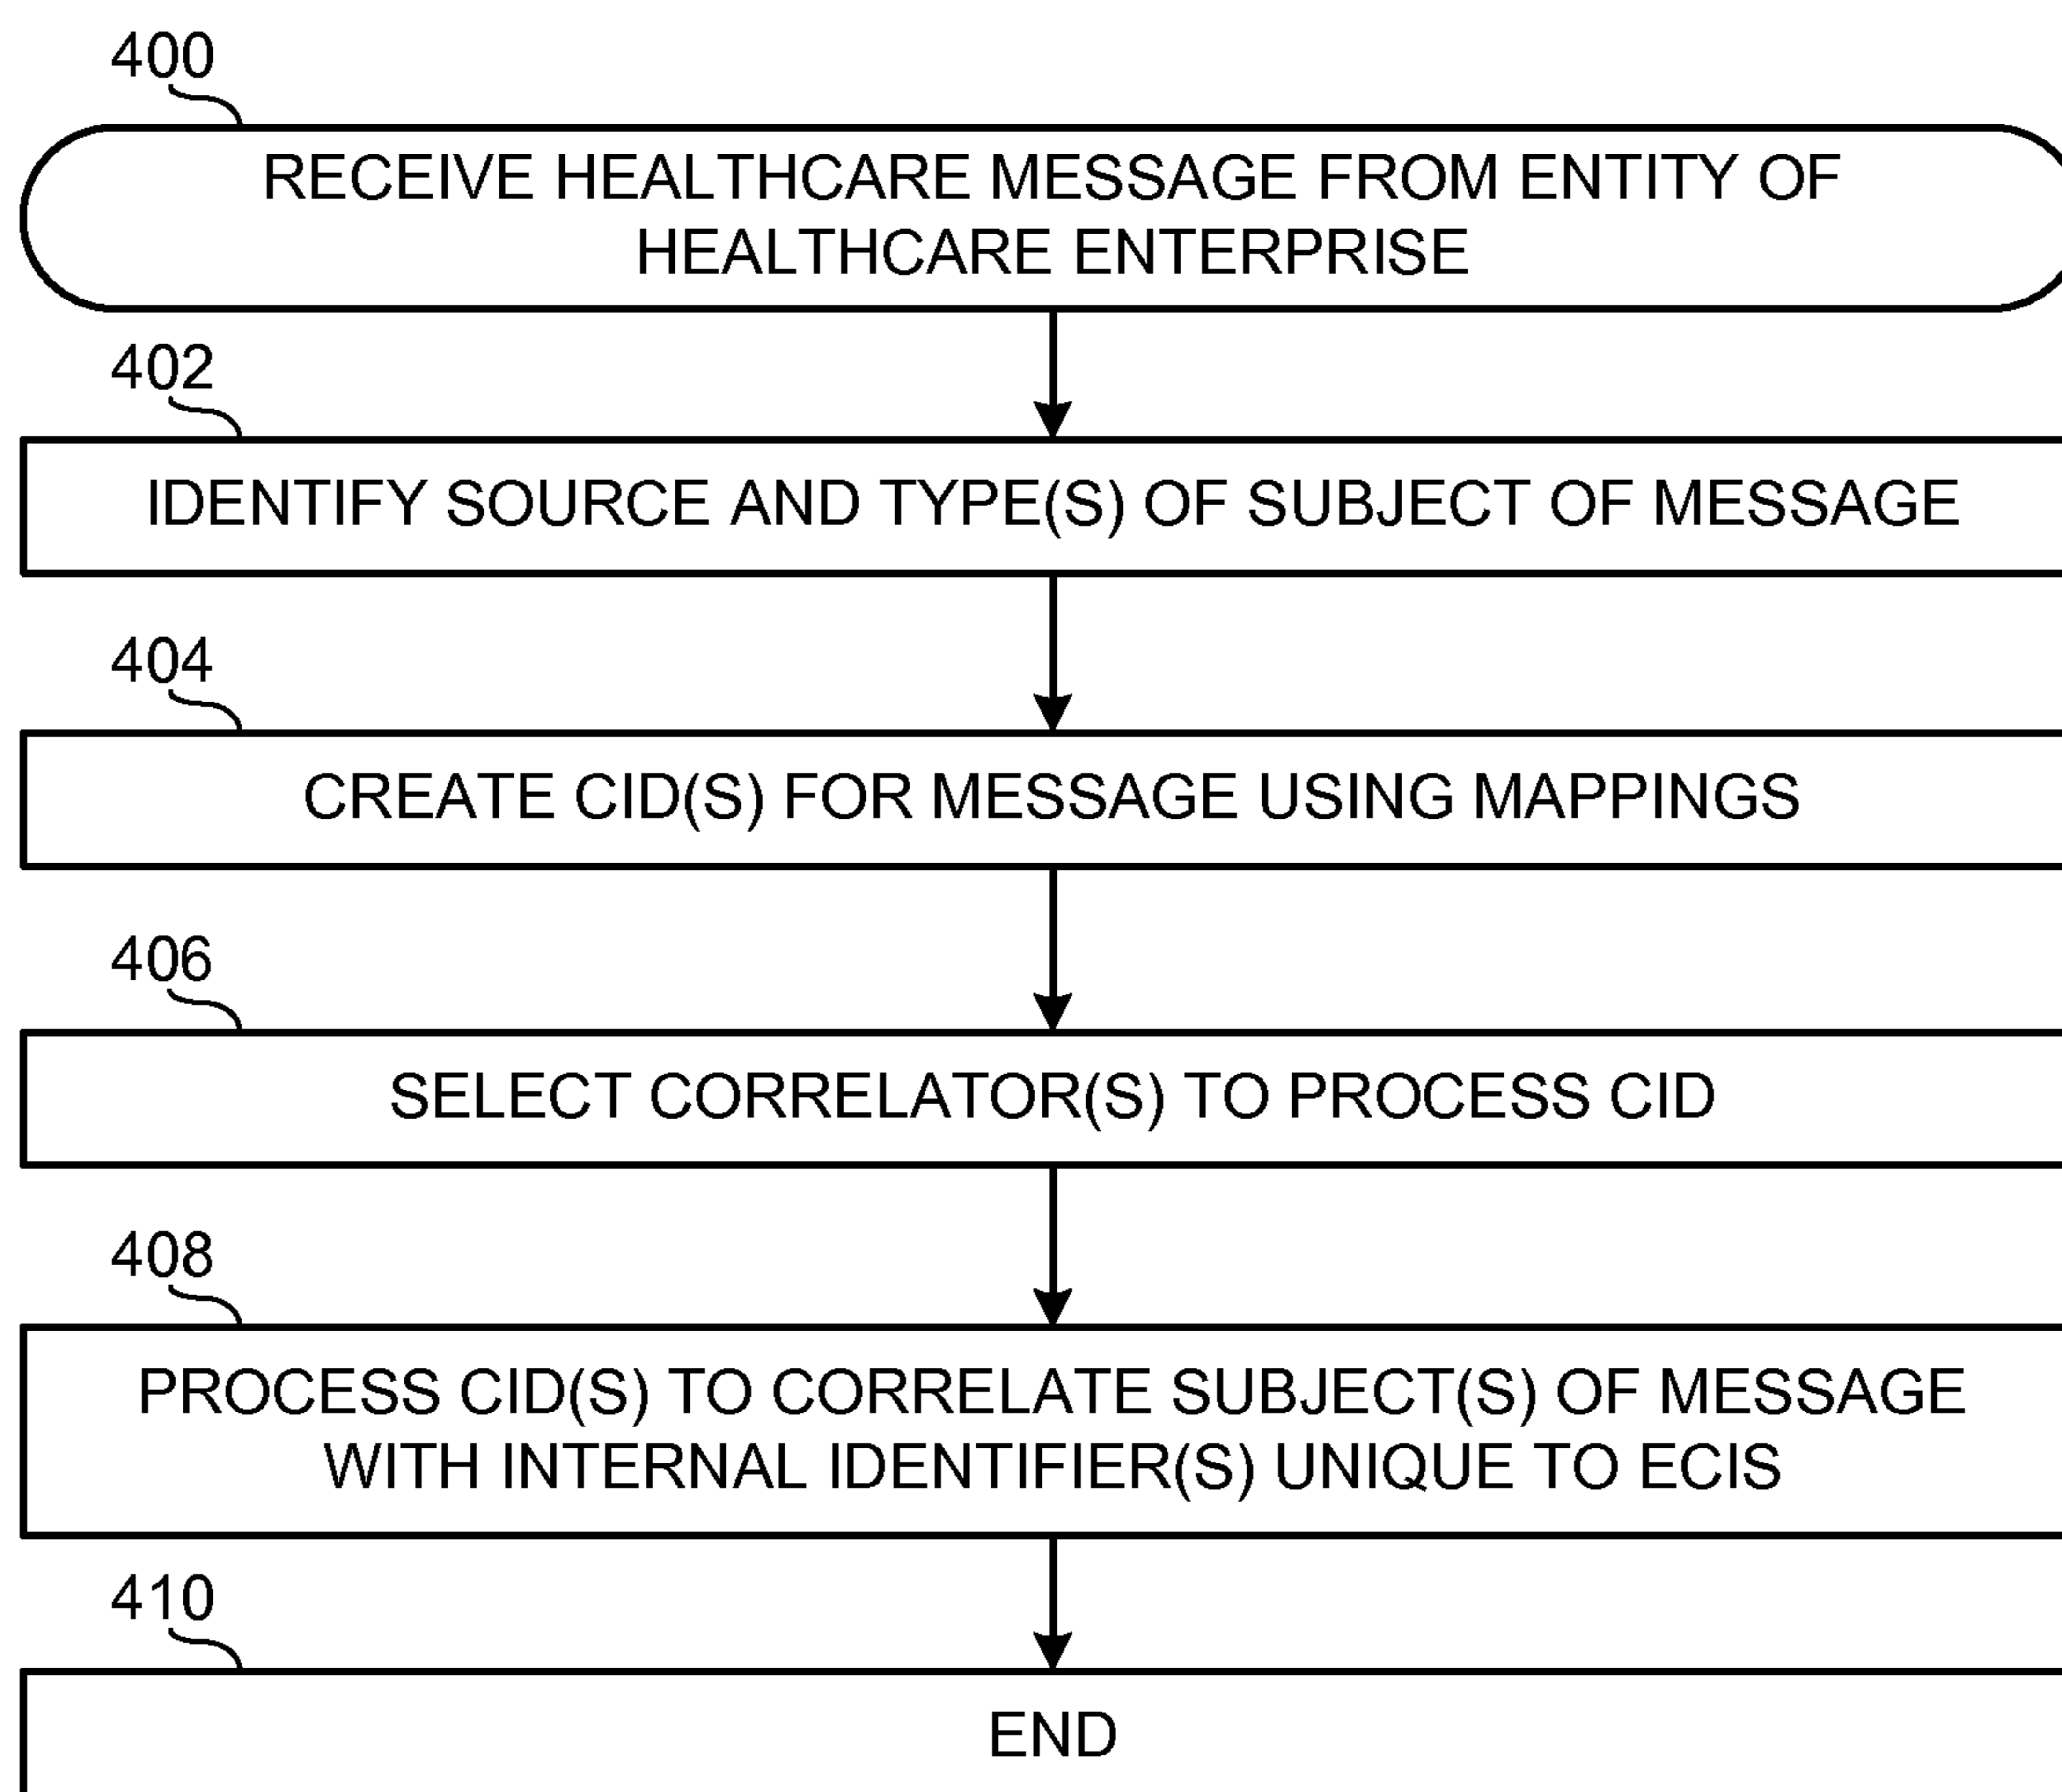 400
RECEIVE HEALTHCARE MESSAGE FROM ENTITY OF
HEALTHCARE ENTERPRISE
402
IDENTIFY SOURCE AND TYPE(S) OF SUBJECT OF MESSAGE
404
CREATE CID(S) FOR MESSAGE USING MAPPINGS
406
SELECT CORRELATOR(S) TO PROCESS CID
408
PROCESS CID(S) TO CORRELATE SUBJECT(S) OF MESSAGE
WITH INTERNAL IDENTIFIER(S) UNIQUE TO ECIS
410
END